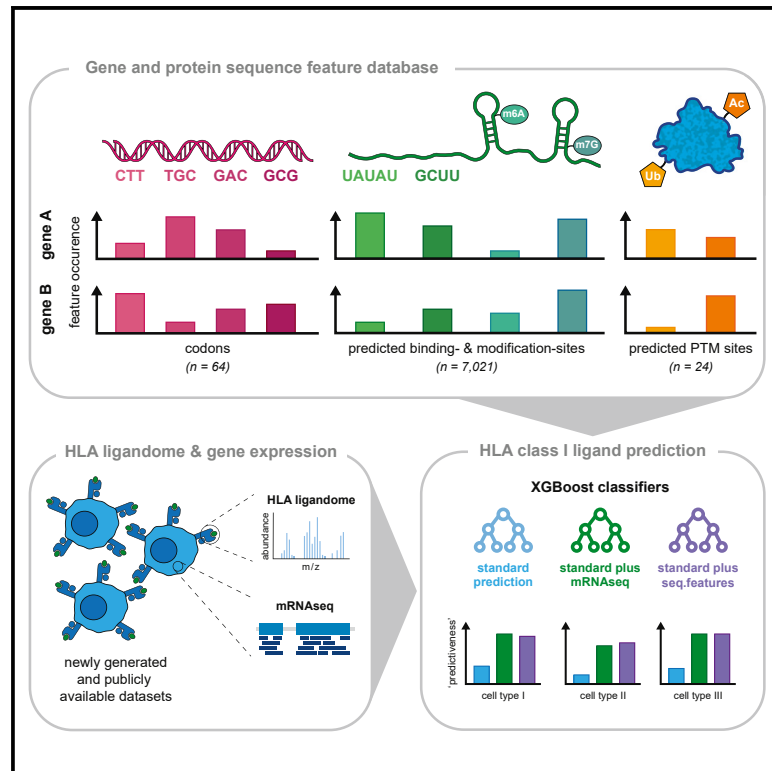 Gene and protein sequence feature database
m6A
m7G
Ac
Ub
CTT TGC GAC GCG
UAUAU GCUU
gene A
gene B
feature occurence
codons
(n = 64)
predicted binding- & modification-sites
(n = 7,021)
predicted PTM sites
(n = 24)
HLA ligandome & gene expression
HLA ligandome
abundance
m/z
mRNAseq
newly generated
and publicly
available datasets
HLA class I ligand prediction
XGBoost classifiers
standard
prediction
standard plus
mRNAseq
standard plus
seq.features
'predictiveness'
cell type I
cell type II
cell type III